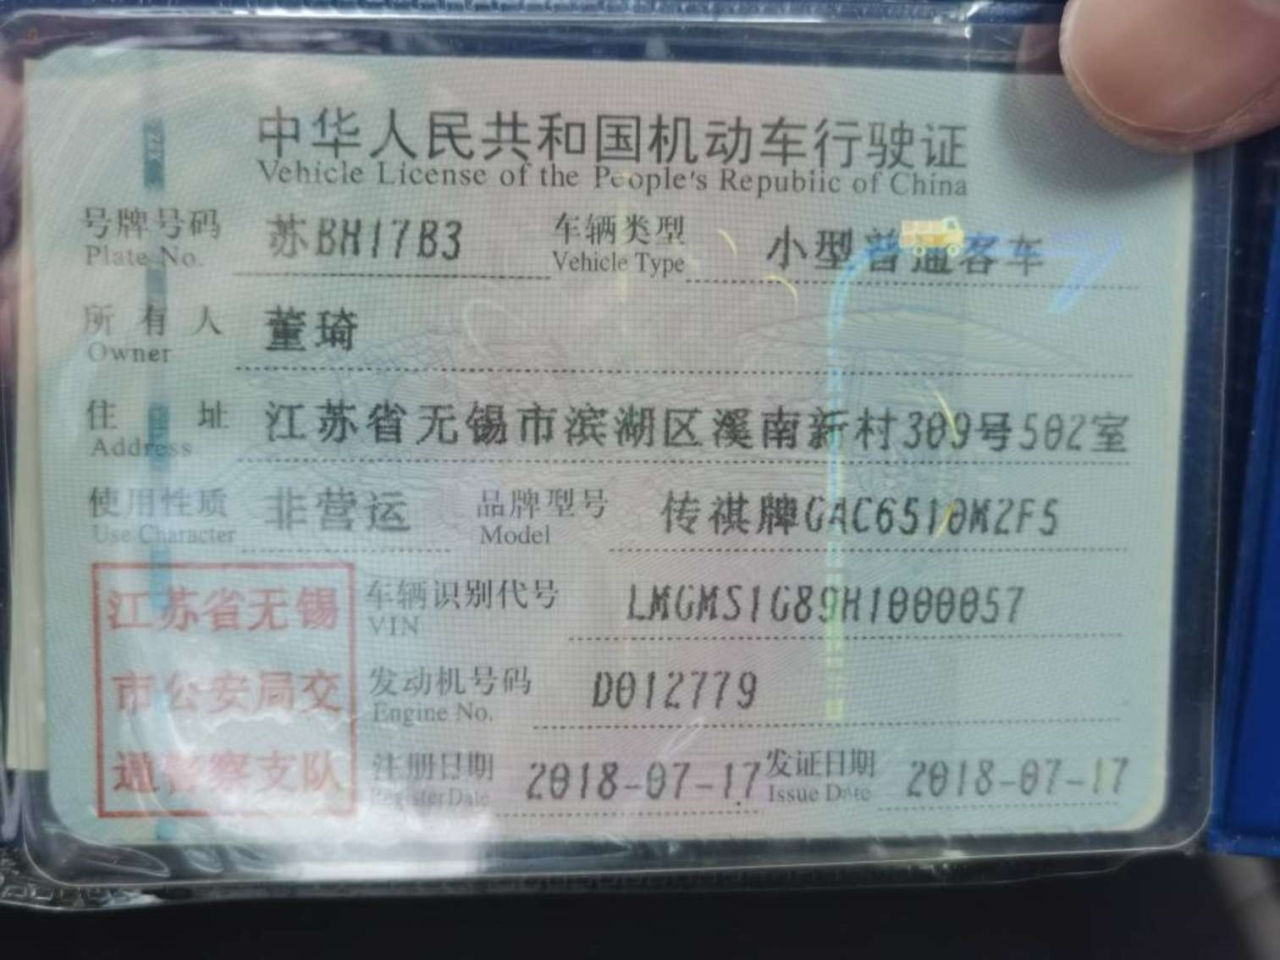 中华人民共和国机动车行驶证
Vehicle License of the People's Republic of China
号牌号码 苏BH17B3 车辆类型 小型普通客车
Plate No. Vehicle Type
所有人 董琦
Owner
住址 江苏省无锡市滨湖区溪南新村309号502室
Address
使用性质 非营运 品牌型号 传祺牌GAC6510M2F5
Use Character Model
江苏省无锡 车辆识别代号 LMGMS1G89H1000057
VIN
市公安局交 发动机号码 D012779
Engine No.
通警察支队 注册日期 2018-07-17 发证日期 2018-07-17
Register Date Issue Date